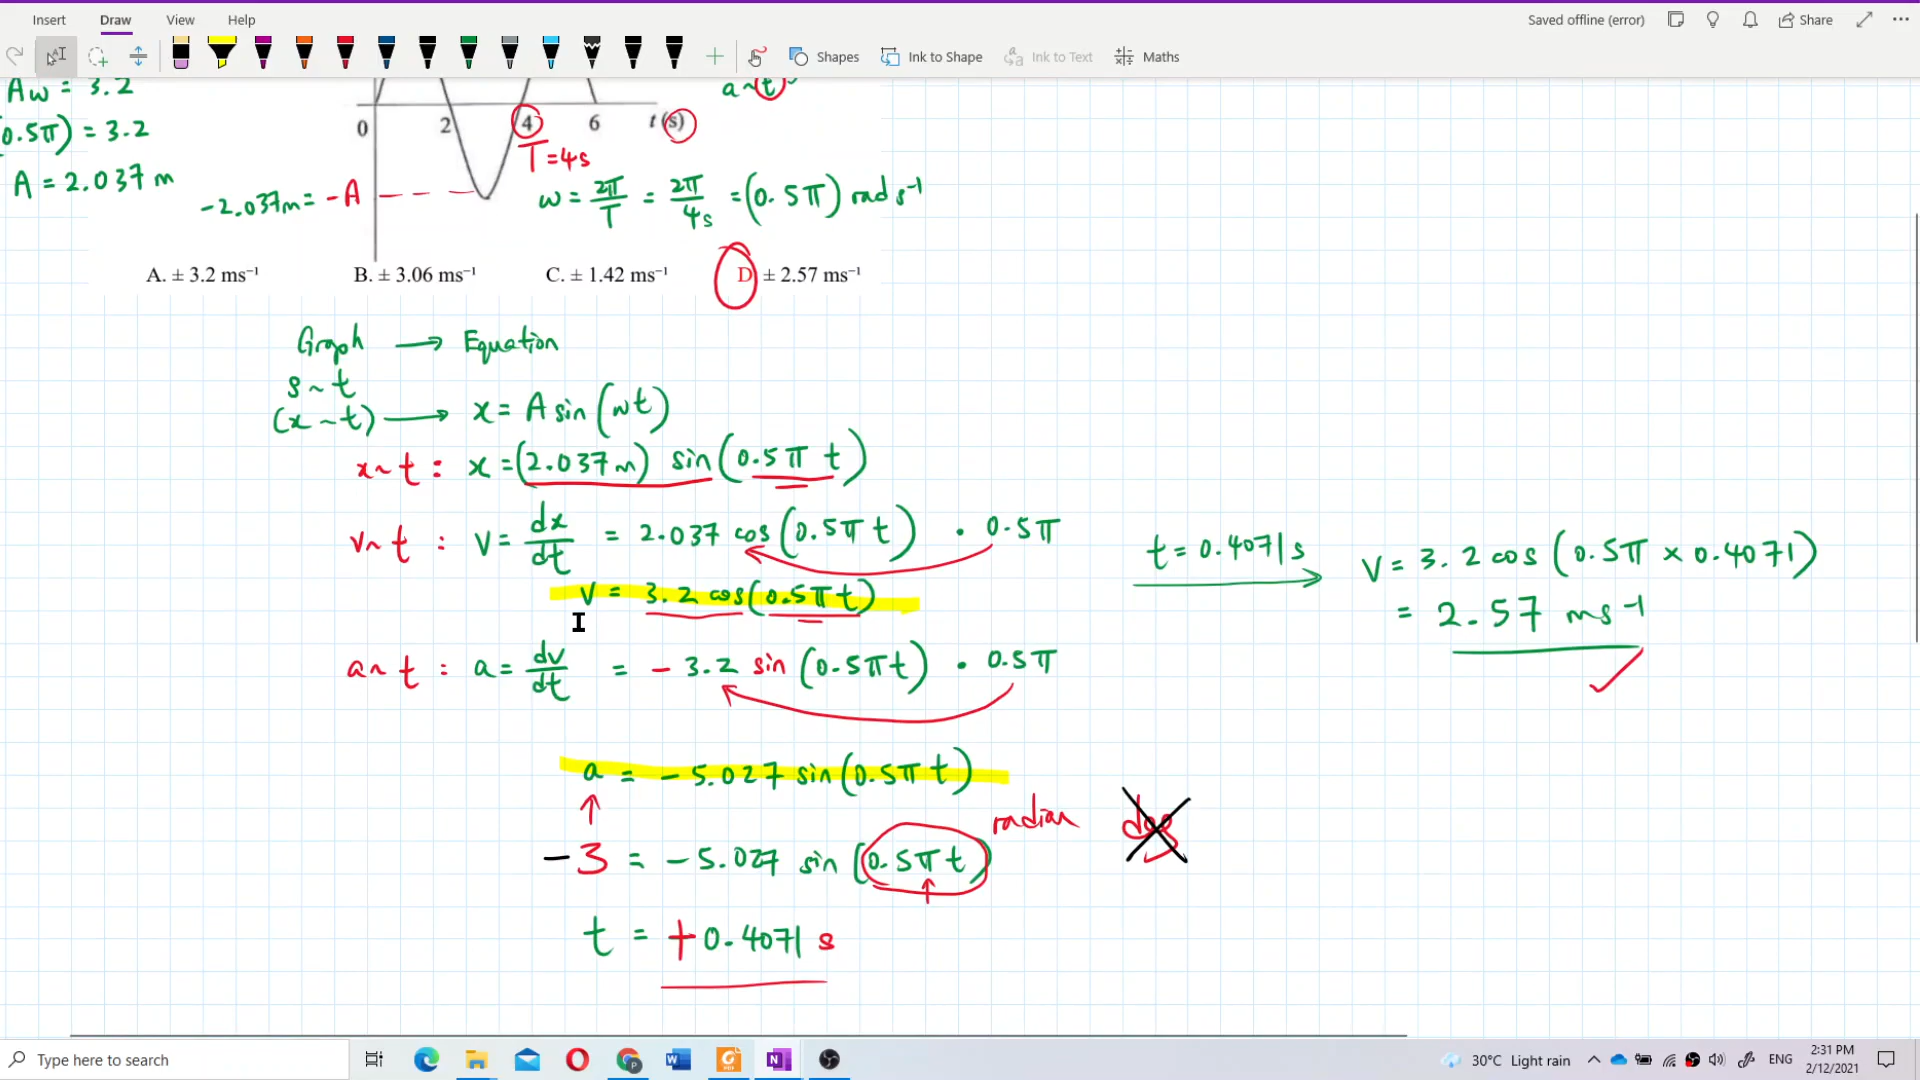 Insert Draw View Help
Saved offline (error) Share
Shapes Ink to Shape Ink to Text Maths
Aω = 3.2
0.5π) = 3.2
A = 2.037 m
a ~ t
0 2 4 6 t (s)
T = 4s
-2.037m = -A
ω = 2π/T = 2π/4s = (0.5π) rad s⁻¹
A. ± 3.2 ms⁻¹ B. ± 3.06 ms⁻¹ C. ± 1.42 ms⁻¹ D ± 2.57 ms⁻¹
Graph → Equation
s ~ t
(x ~ t) → x = A sin (ωt)
x ~ t : x = (2.037m) sin (0.5π t)
v ~ t : v = dx/dt = 2.037 cos (0.5π t) · 0.5π
v = 3.2 cos (0.5π t)
t = 0.4071 s
v = 3.2 cos (0.5π × 0.4071)
= 2.57 ms⁻¹
a ~ t : a = dv/dt = - 3.2 sin (0.5πt) · 0.5π
a = - 5.027 sin (0.5π t)
radian deg
-3 = -5.027 sin (0.5π t)
t = +0.4071 s
Type here to search
30°C Light rain ENG 2:31 PM
2/12/2021